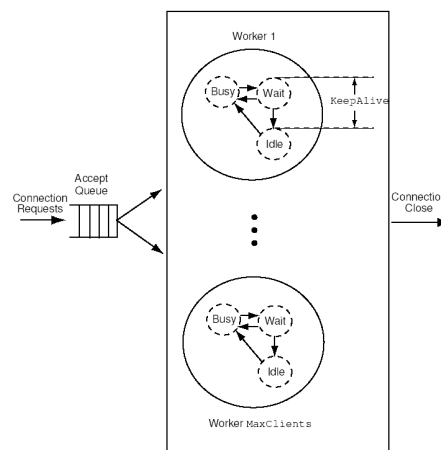 Worker 1
Busy
Wait
KeepAlive
Idle
Accept
Queue
Connection
Requests
Connection
Close
Busy
Wait
Idle
Worker MaxClients